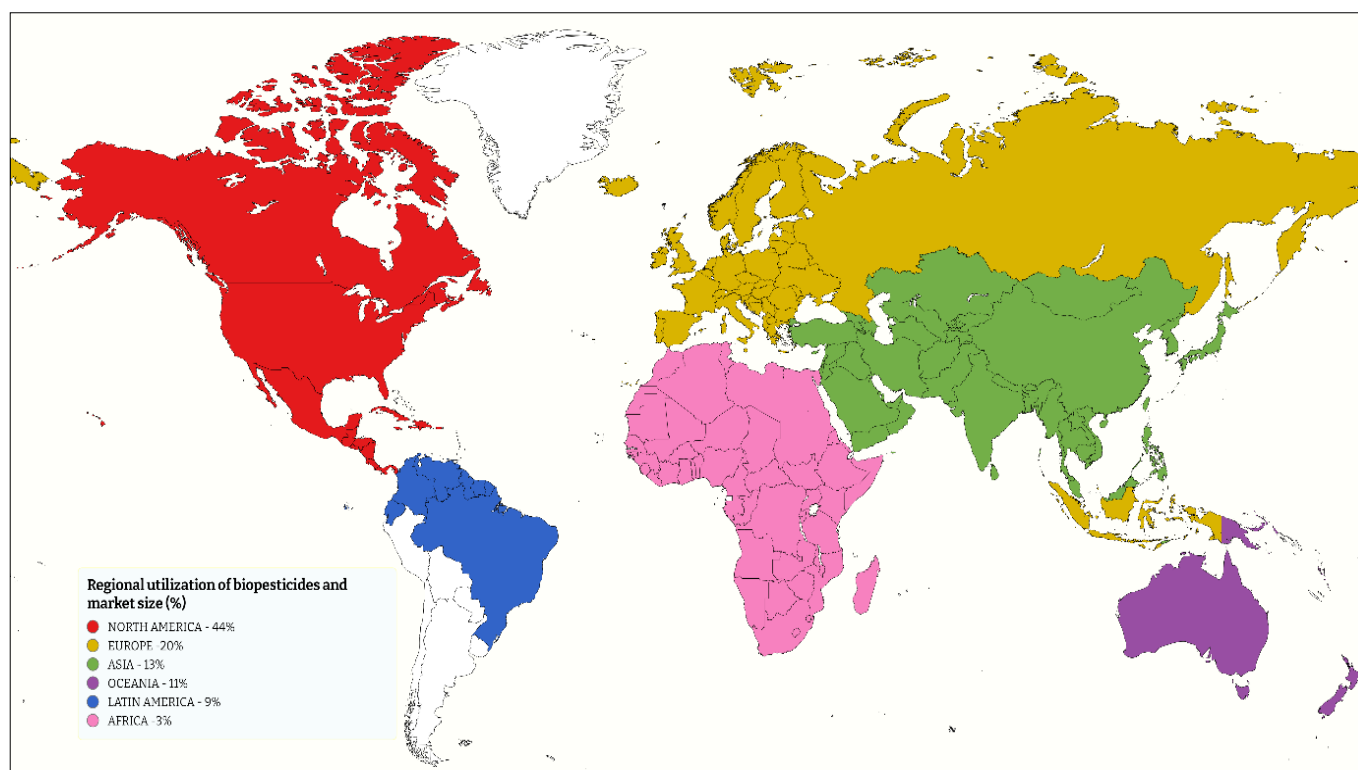 Regional utilization of biopesticides and
market size (%)
NORTH AMERICA - 44%
EUROPE -20%
ASIA - 13%
OCEANIA - 11%
LATIN AMERICA - 9%
AFRICA -3%